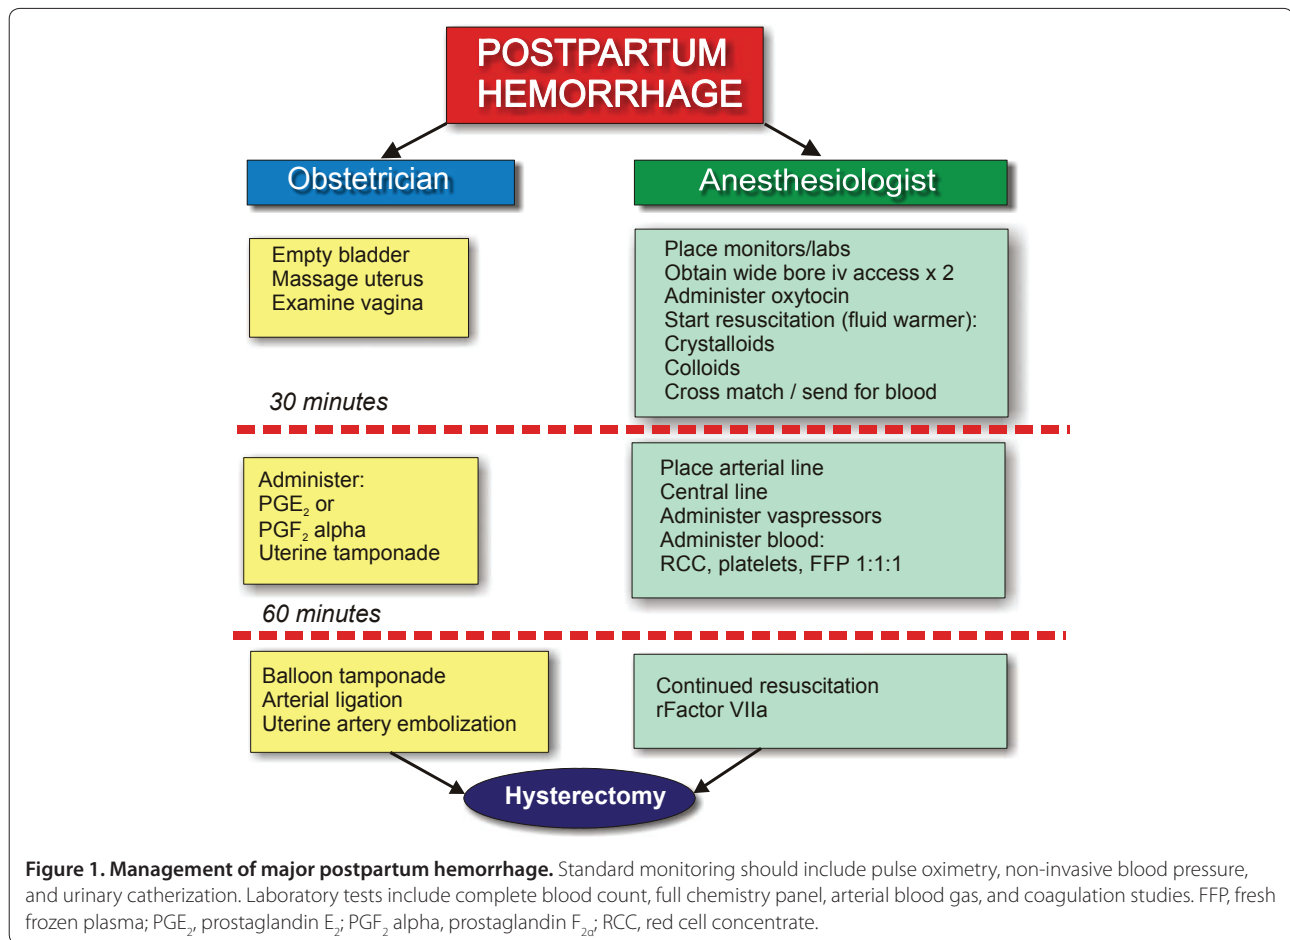 POSTPARTUM
HEMORRHAGE
Obstetrician
Anesthesiologist
Empty bladder
Massage uterus
Examine vagina
Place monitors/labs
Obtain wide bore iv access x 2
Administer oxytocin
Start resuscitation (fluid warmer):
Crystalloids
Colloids
Cross match / send for blood
30 minutes
Administer:
PGE₂ or
PGF₂ alpha
Uterine tamponade
Place arterial line
Central line
Administer vaspressors
Administer blood:
RCC, platelets, FFP 1:1:1
60 minutes
Balloon tamponade
Arterial ligation
Uterine artery embolization
Continued resuscitation
rFactor VIIa
Hysterectomy
Figure 1. Management of major postpartum hemorrhage. Standard monitoring should include pulse oximetry, non-invasive blood pressure,
and urinary catherization. Laboratory tests include complete blood count, full chemistry panel, arterial blood gas, and coagulation studies. FFP, fresh
frozen plasma; PGE₂, prostaglandin E₂; PGF₂ alpha, prostaglandin F₂α; RCC, red cell concentrate.